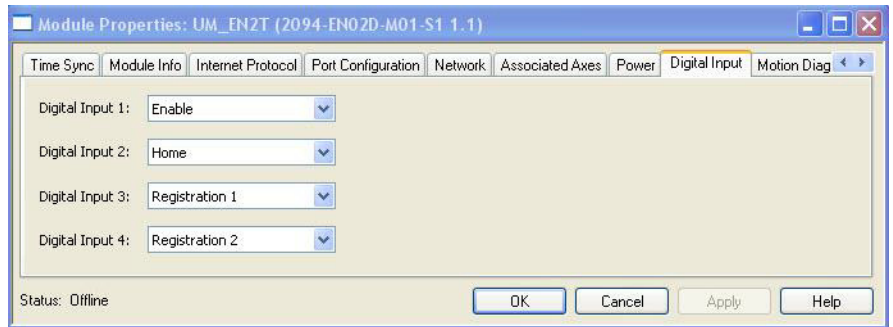 Module Properties: UM_EN2T (2094-EN02D-M01-S1 1.1)
Time Sync Module Info Internet Protocol Port Configuration Network Associated Axes Power Digital Input Motion Diag
Digital Input 1: Enable
Digital Input 2: Home
Digital Input 3: Registration 1
Digital Input 4: Registration 2
Status: Offline OK Cancel Apply Help